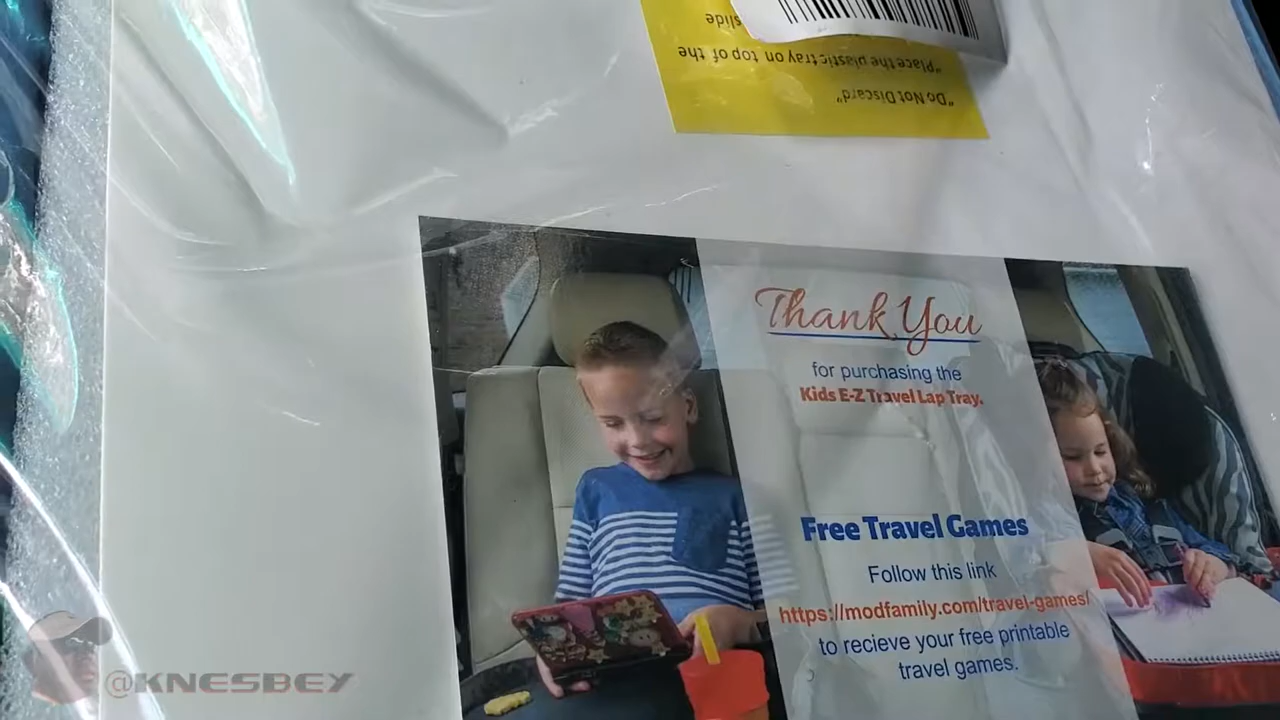 "Do Not Discard"
"Place the plastic tray on top of the
slide
Thank You
for purchasing the
Kids E-Z Travel Lap Tray.
Free Travel Games
Follow this link
https://modfamily.com/travel-games/
to recieve your free printable
travel games.
@KNESBEY